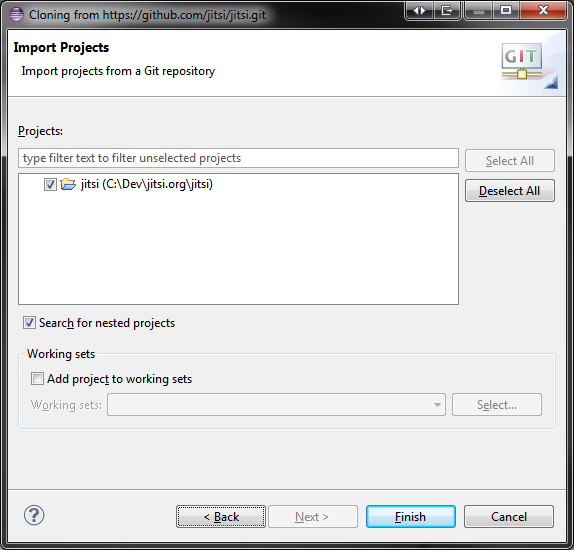 Cloning from https://github.com/jitsi/jitsi.git
Import Projects
Import projects from a Git repository
GIT
Projects:
type filter text to filter unselected projects
Select All
jitsi (C:\Dev\jitsi.org\jitsi)
Deselect All
Search for nested projects
Working sets
Add project to working sets
Working sets:
Select...
?
< Back
Next >
Finish
Cancel